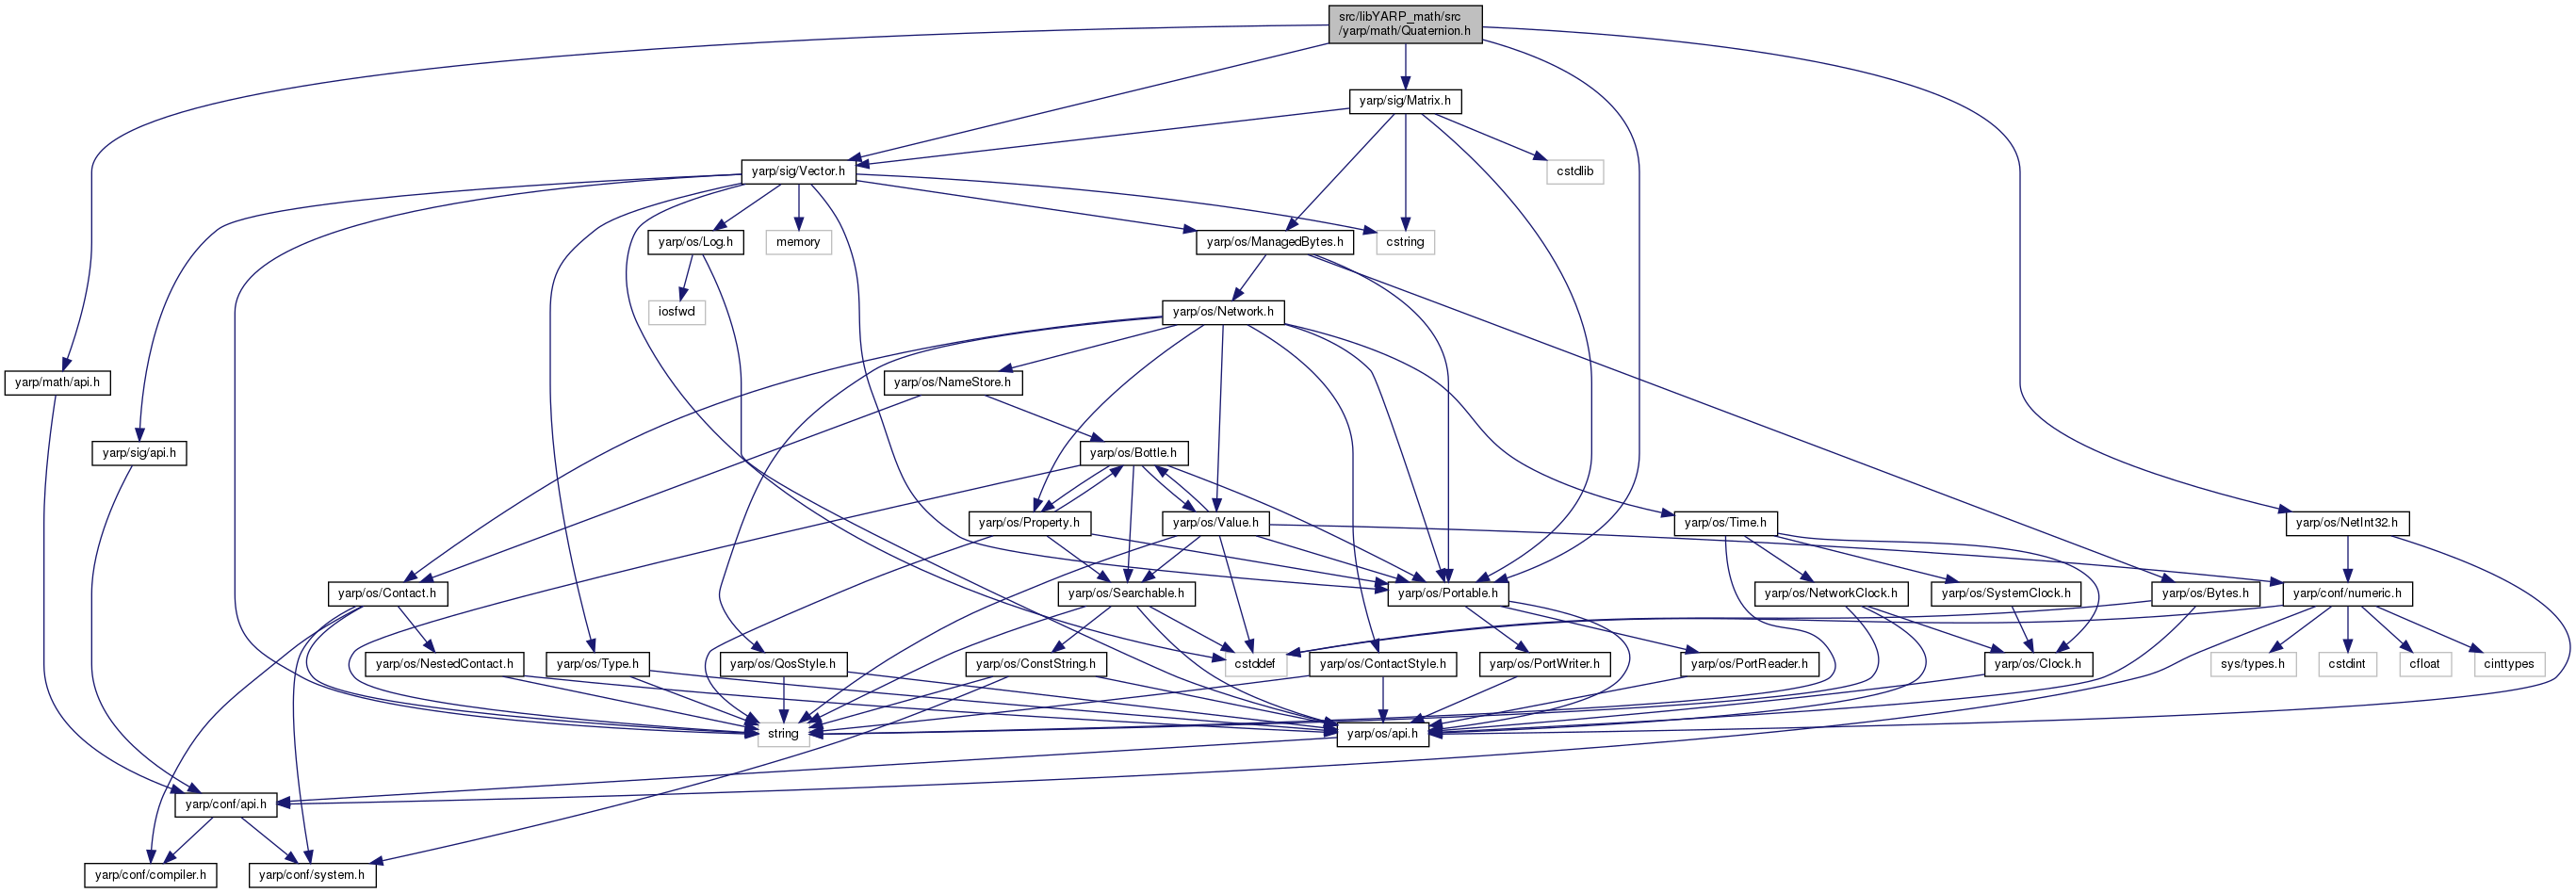 src/libYARP_math/src
/yarp/math/Quaternion.h
yarp/sig/Matrix.h
yarp/sig/Vector.h
cstdlib
yarp/os/Log.h
memory
yarp/os/ManagedBytes.h
cstring
iosfwd
yarp/os/Network.h
yarp/math/api.h
yarp/os/NameStore.h
yarp/sig/api.h
yarp/os/Bottle.h
yarp/os/Property.h
yarp/os/Value.h
yarp/os/Time.h
yarp/os/NetInt32.h
yarp/os/Contact.h
yarp/os/Searchable.h
yarp/os/Portable.h
yarp/os/NetworkClock.h
yarp/os/SystemClock.h
yarp/os/Bytes.h
yarp/conf/numeric.h
yarp/os/NestedContact.h
yarp/os/Type.h
yarp/os/QosStyle.h
yarp/os/ConstString.h
cstddef
yarp/os/ContactStyle.h
yarp/os/PortWriter.h
yarp/os/PortReader.h
yarp/os/Clock.h
sys/types.h
cstdint
cfloat
cinttypes
string
yarp/os/api.h
yarp/conf/api.h
yarp/conf/compiler.h
yarp/conf/system.h